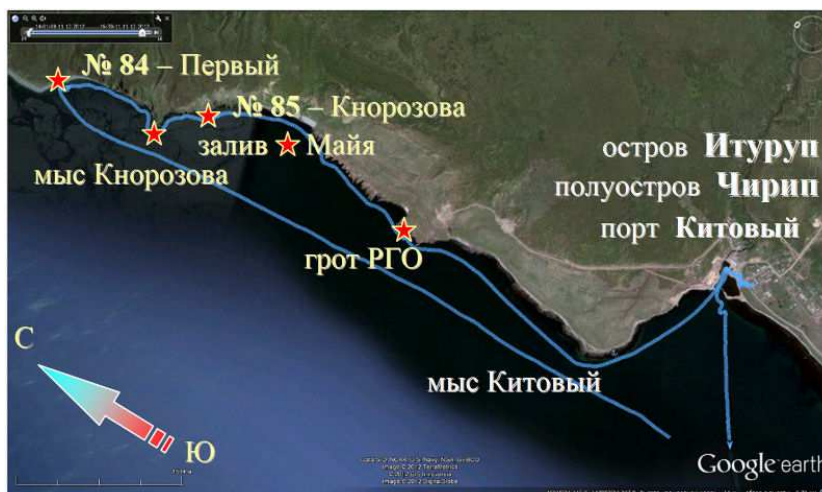 № 84 – Первый
№ 85 – Кнорозова
залив Майя
мыс Кнорозова
остров Итуруп
полуостров Чирип
порт Китовый
грот РГО
С
мыс Китовый
Ю
Google earth